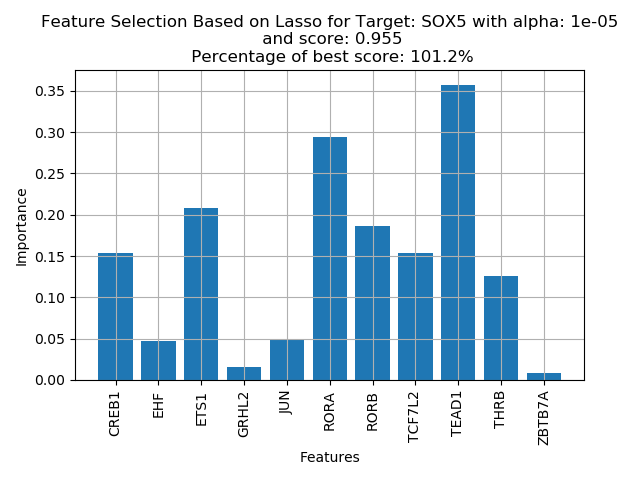 Feature Selection Based on Lasso for Target: SOX5 with alpha: 1e-05
and score: 0.955
Percentage of best score: 101.2%
0.35
0.30
0.25
0.20
0.15
0.10
0.05
0.00
Importance
CREB1
EHF
ETS1
GRHL2
JUN
RORA
RORB
TCF7L2
TEAD1
THRB
ZBTB7A
Features